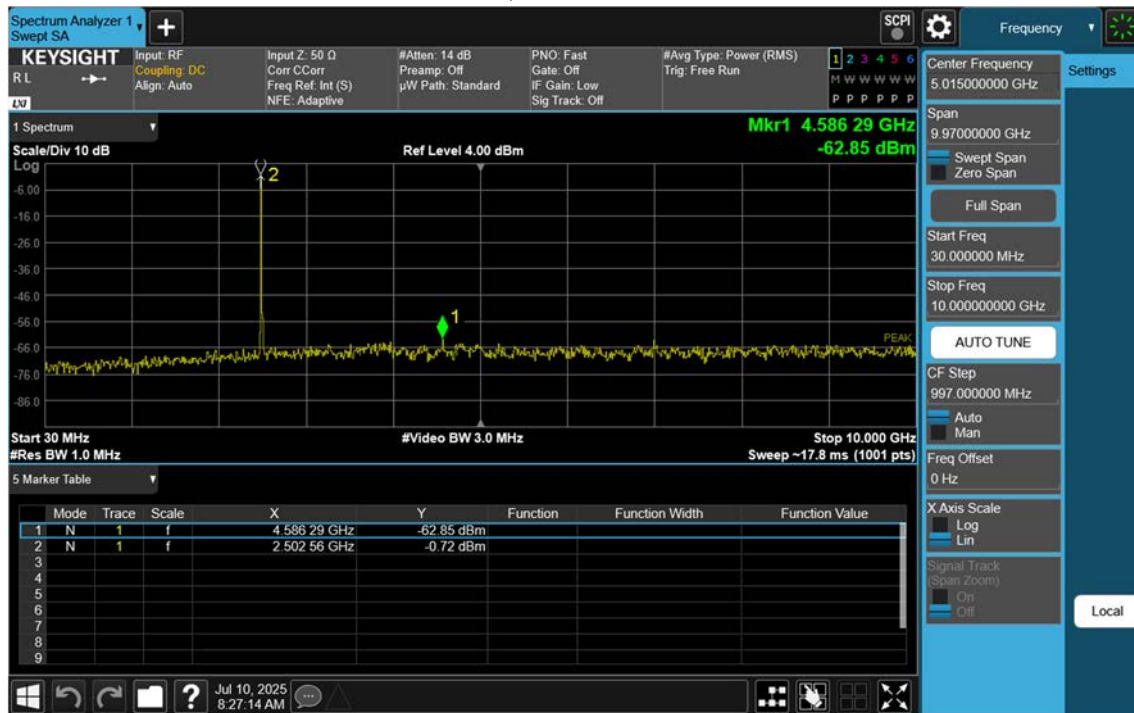 Spectrum Analyzer 1
Swept SA
+
SCPI
Frequency
KEYSIGHT
R L
LXI
Input: RF
Coupling: DC
Align: Auto
Input Z: 50 Ω
Corr CCorr
Freq Ref: Int (S)
NFE: Adaptive
#Atten: 14 dB
Preamp: Off
µW Path: Standard
PNO: Fast
Gate: Off
IF Gain: Low
Sig Track: Off
#Avg Type: Power (RMS)
Trig: Free Run
1 2 3 4 5 6
M W W W W W
P P P P P P
1 Spectrum
Scale/Div 10 dB
Ref Level 4.00 dBm
Mkr1 4.586 29 GHz
-62.85 dBm
Log
2
-6.00
-16.0
-26.0
-36.0
-46.0
-56.0
1
-66.0
PEAK
-76.0
-86.0
Start 30 MHz
#Video BW 3.0 MHz
Stop 10.000 GHz
#Res BW 1.0 MHz
Sweep ~17.8 ms (1001 pts)
5 Marker Table
Mode Trace Scale X Y Function Function Width Function Value
1 N 1 f 4.586 29 GHz -62.85 dBm
2 N 1 f 2.502 56 GHz -0.72 dBm
3
4
5
6
7
8
9
?
Jul 10, 2025
8:27:14 AM
Center Frequency
5.015000000 GHz
Settings
Span
9.97000000 GHz
Swept Span
Zero Span
Full Span
Start Freq
30.000000 MHz
Stop Freq
10.000000000 GHz
AUTO TUNE
CF Step
997.000000 MHz
Auto
Man
Freq Offset
0 Hz
X Axis Scale
Log
Lin
Signal Track
(Span Zoom)
On
Off
Local